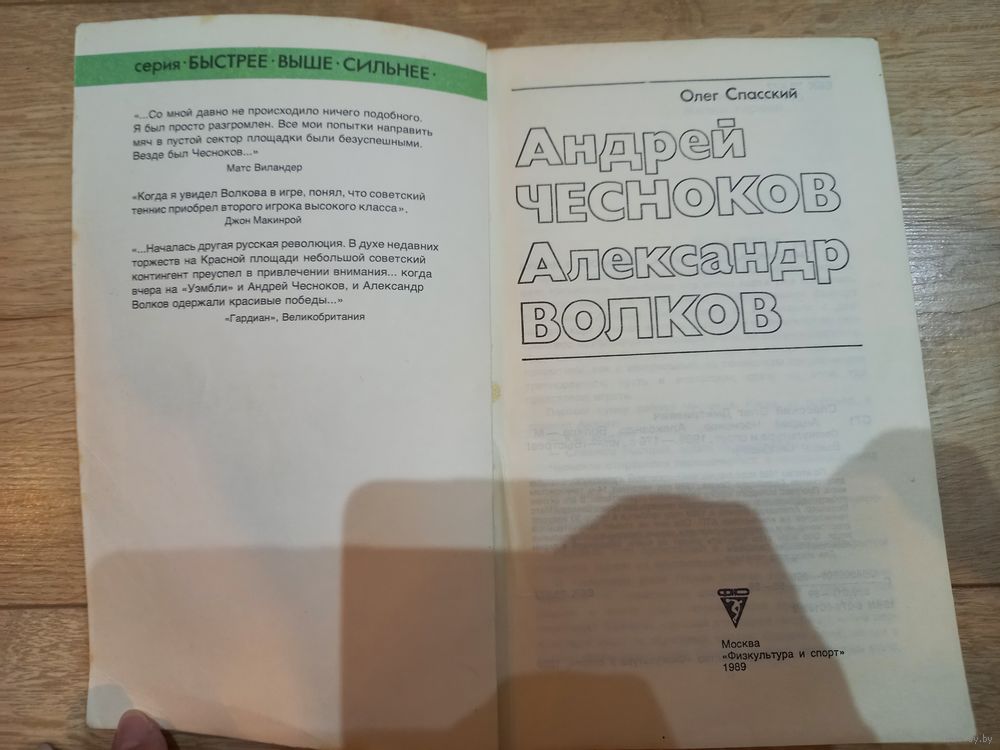 серия · БЫСТРЕЕ · ВЫШЕ · СИЛЬНЕЕ ·
«...Со мной давно не происходило ничего подобного.
Я был просто разгромлен. Все мои попытки направить
мяч в пустой сектор площадки были безуспешными.
Везде был Чесноков...»
Матс Виландер
«Когда я увидел Волкова в игре, понял, что советский
теннис приобрел второго игрока высокого класса».
Джон Макинрой
«...Началась другая русская революция. В духе недавних
торжеств на Красной площади небольшой советский
контингент преуспел в привлечении внимания... когда
вчера на «Уэмбли» и Андрей Чесноков, и Александр
Волков одержали красивые победы...»
«Гардиан», Великобритания
Олег Спасский
Андрей
ЧЕСНОКОВ
Александр
ВОЛКОВ
Москва
«Физкультура и спорт»
1989